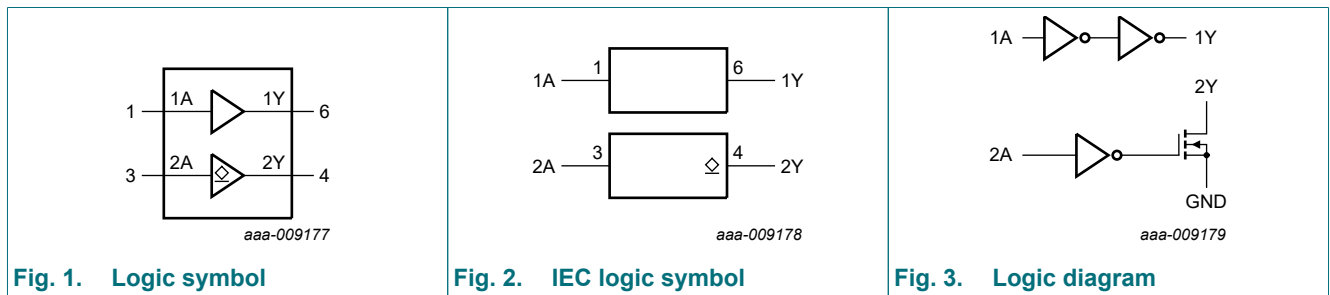 1A 1Y
1 6
2A 2Y
3 4
aaa-009177
Fig. 1. Logic symbol
1A 1 6 1Y
2A 3 4 2Y
aaa-009178
Fig. 2. IEC logic symbol
1A 1Y
2Y
2A
GND
aaa-009179
Fig. 3. Logic diagram